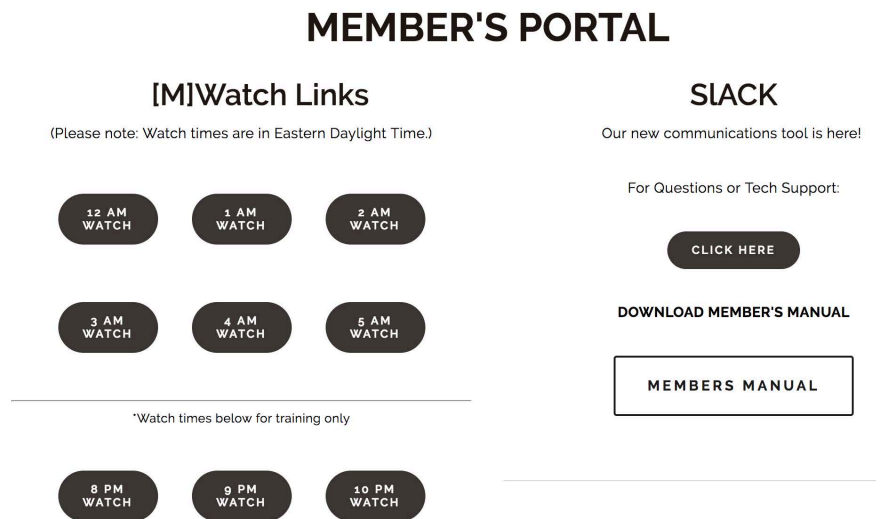 MEMBER'S PORTAL
[M]Watch Links
(Please note: Watch times are in Eastern Daylight Time.)
12 AM
WATCH
1 AM
WATCH
2 AM
WATCH
3 AM
WATCH
4 AM
WATCH
5 AM
WATCH
*Watch times below for training only
8 PM
WATCH
9 PM
WATCH
10 PM
WATCH
SlACK
Our new communications tool is here!
For Questions or Tech Support:
CLICK HERE
DOWNLOAD MEMBER'S MANUAL
MEMBERS MANUAL